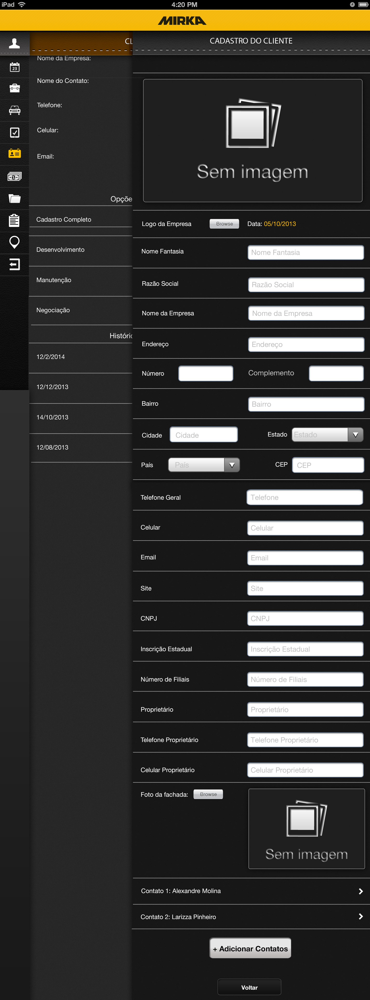 iPad 4:20 PM
MIRKA
23
CL
Nome da Empresa:
Nome do Contato:
Telefone:
Celular:
Email:
Opçõe
Cadastro Completo
Desenvolvimento
Manutenção
Negociação
Históric
12/2/2014
12/12/2013
14/10/2013
12/08/2013
CADASTRO DO CLIENTE
Sem imagem
Logo da Empresa Browse Data: 05/10/2013
Nome Fantasia Nome Fantasia
Razão Social Razão Social
Nome da Empresa Nome da Empresa
Endereço Endereço
Número Complemento
Bairro Bairro
Cidade Cidade Estado Estado
País País CEP CEP
Telefone Geral Telefone
Celular Celular
Email Email
Site Site
CNPJ CNPJ
Inscrição Estadual Inscrição Estadual
Número de Filiais Número de Filiais
Proprietário Proprietário
Telefone Proprietário Telefone Proprietário
Celular Proprietário Celular Proprietário
Foto da fachada: Browse
Sem imagem
Contato 1: Alexandre Molina
Contato 2: Larizza Pinheiro
+ Adicionar Contatos
Voltar